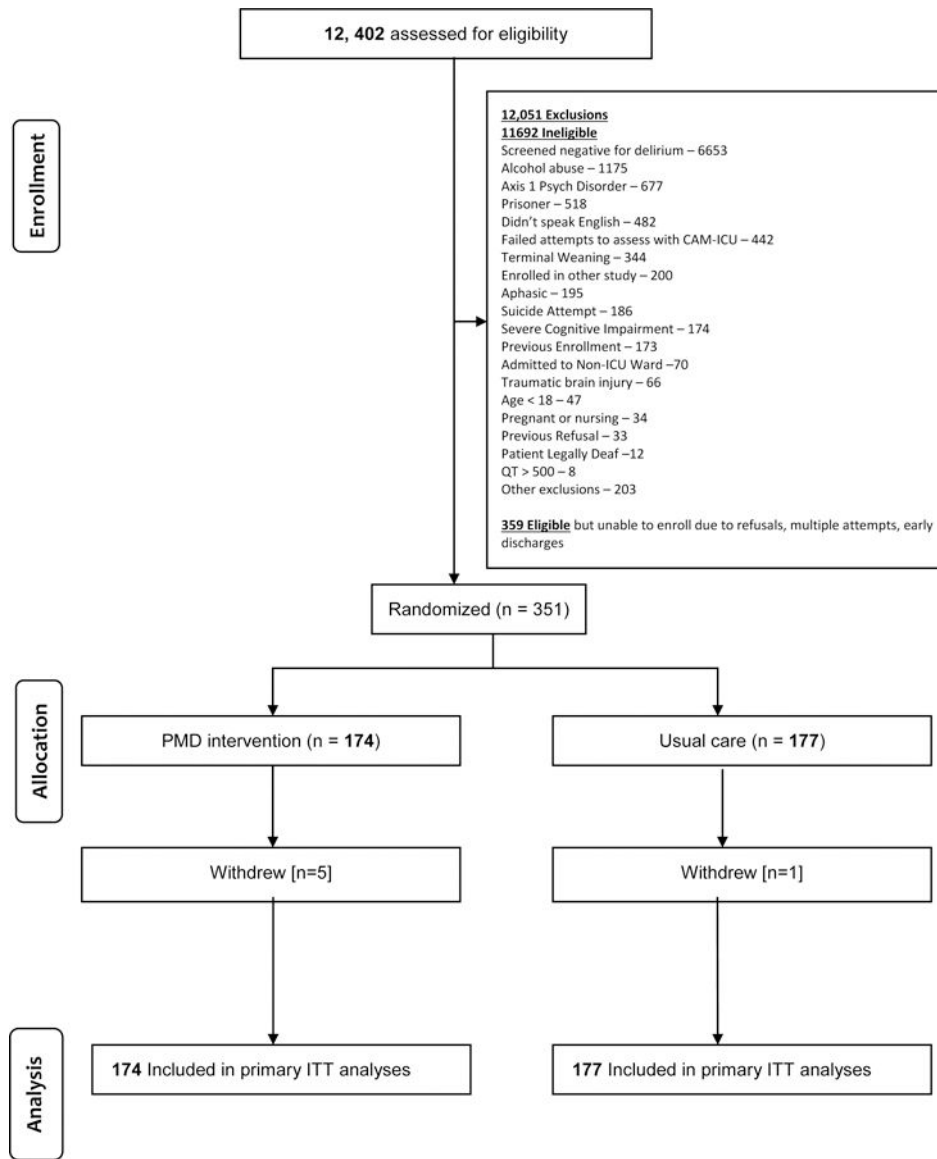 12, 402 assessed for eligibility
Enrollment
12,051 Exclusions
11692 Ineligible
Screened negative for delirium – 6653
Alcohol abuse – 1175
Axis 1 Psych Disorder – 677
Prisoner – 518
Didn’t speak English – 482
Failed attempts to assess with CAM-ICU – 442
Terminal Weaning – 344
Enrolled in other study – 200
Aphasic – 195
Suicide Attempt – 186
Severe Cognitive Impairment – 174
Previous Enrollment – 173
Admitted to Non-ICU Ward –70
Traumatic brain injury – 66
Age < 18 – 47
Pregnant or nursing – 34
Previous Refusal – 33
Patient Legally Deaf –12
QT > 500 – 8
Other exclusions – 203
359 Eligible but unable to enroll due to refusals, multiple attempts, early
discharges
Randomized (n = 351)
Allocation
PMD intervention (n = 174)
Usual care (n = 177)
Withdrew [n=5]
Withdrew [n=1]
Analysis
174 Included in primary ITT analyses
177 Included in primary ITT analyses